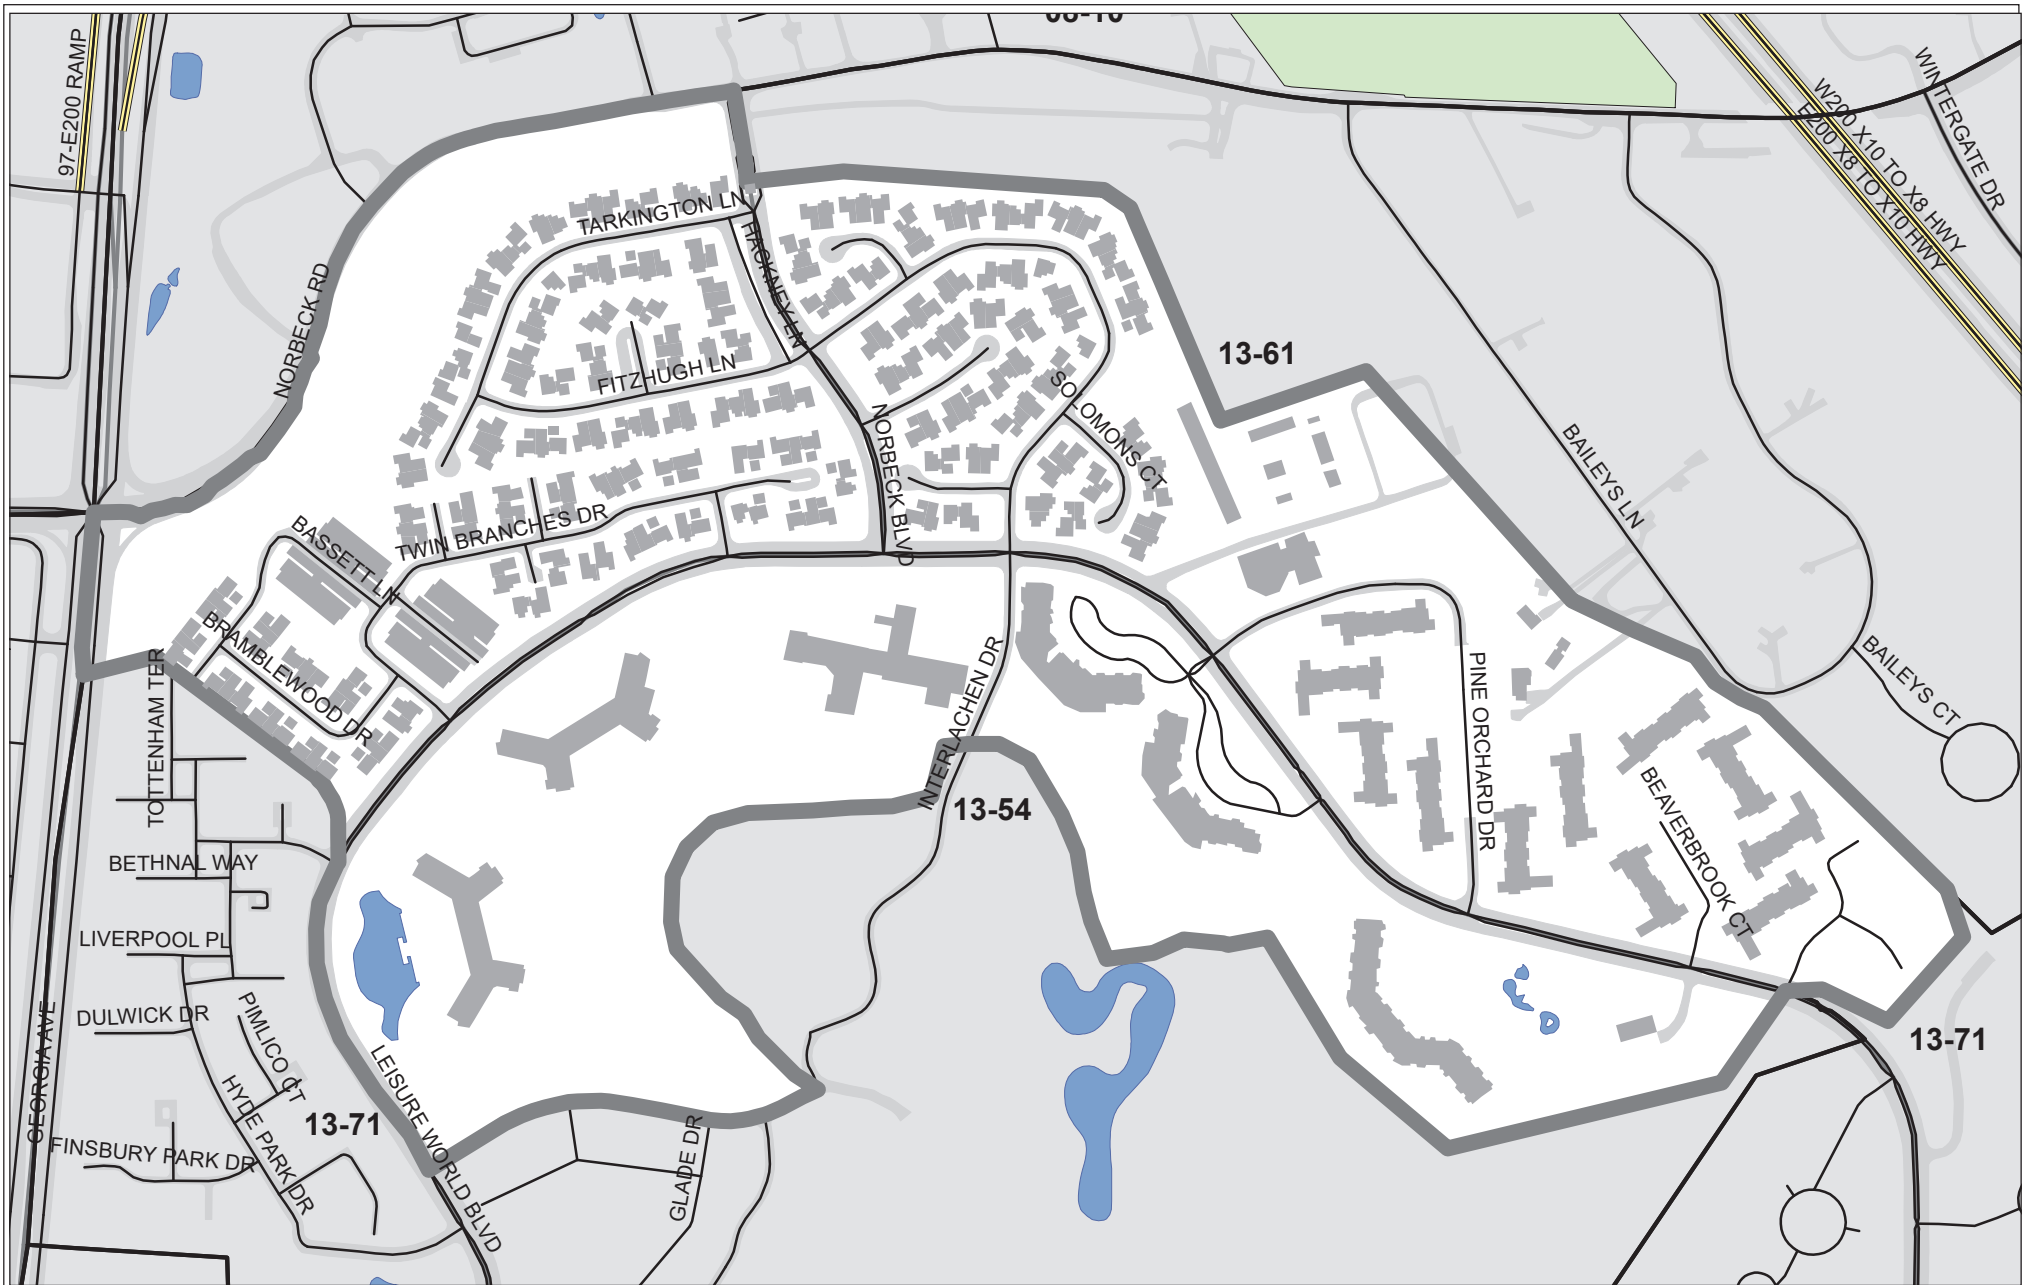 08-10
97-E200 RAMP
WINTERGATE DR
W200 X10 TO X8 HWY
E200 X8 TO X10 HWY
TARKINGTON LN
HACKNEY LN
NORBECK RD
FITZHUGH LN
13-61
SOLOMONS CT
NORBECK BLVD
BAILEYS LN
TWIN BRANCHES DR
BASSETT LN
BRAMBLEWOOD DR
TOTTENHAM TER
INTERLACHEN DR
PINE ORCHARD DR
BAILEYS CT
BEAVERBROOK CT
13-54
BETHNAL WAY
LIVERPOOL PL
DULWICK DR
PIMLICO CT
GEORGIA AVE
HYDE PARK DR
13-71
LEISURE WORLD BLVD
FINSBURY PARK DR
GLADE DR
13-71